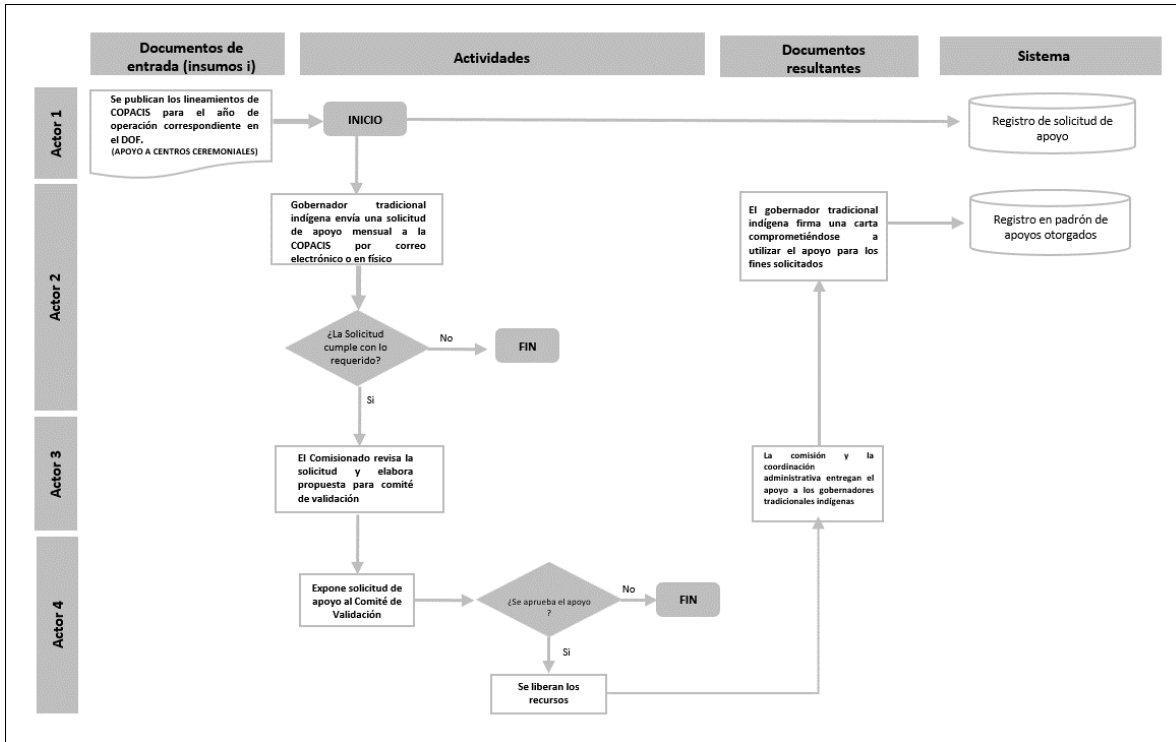 Documentos de
entrada (insumos i)
Actividades
Documentos
resultantes
Sistema
Actor 1
Se publican los lineamientos de
COPACIS para el año de
operación correspondiente en
el DOF.
(APOYO A CENTROS CEREMONIALES)
INICIO
Registro de solicitud de
apoyo
Actor 2
Gobernador tradicional
indígena envía una solicitud
de apoyo mensual a la
COPACIS por correo
electrónico o en físico
El gobernador tradicional
indígena firma una carta
comprometiéndose a
utilizar el apoyo para los
fines solicitados
Registro en padrón de
apoyos otorgados
¿La Solicitud
cumple con lo
requerido?
No
FIN
Si
Actor 3
El Comisionado revisa la
solicitud y elabora
propuesta para comité
de validación
La comisión y la
coordinación
administrativa entregan el
apoyo a los gobernadores
tradicionales indígenas
Actor 4
Expone solicitud de
apoyo al Comité de
Validación
¿Se aprueba el apoyo
?
No
FIN
Si
Se liberan los
recursos